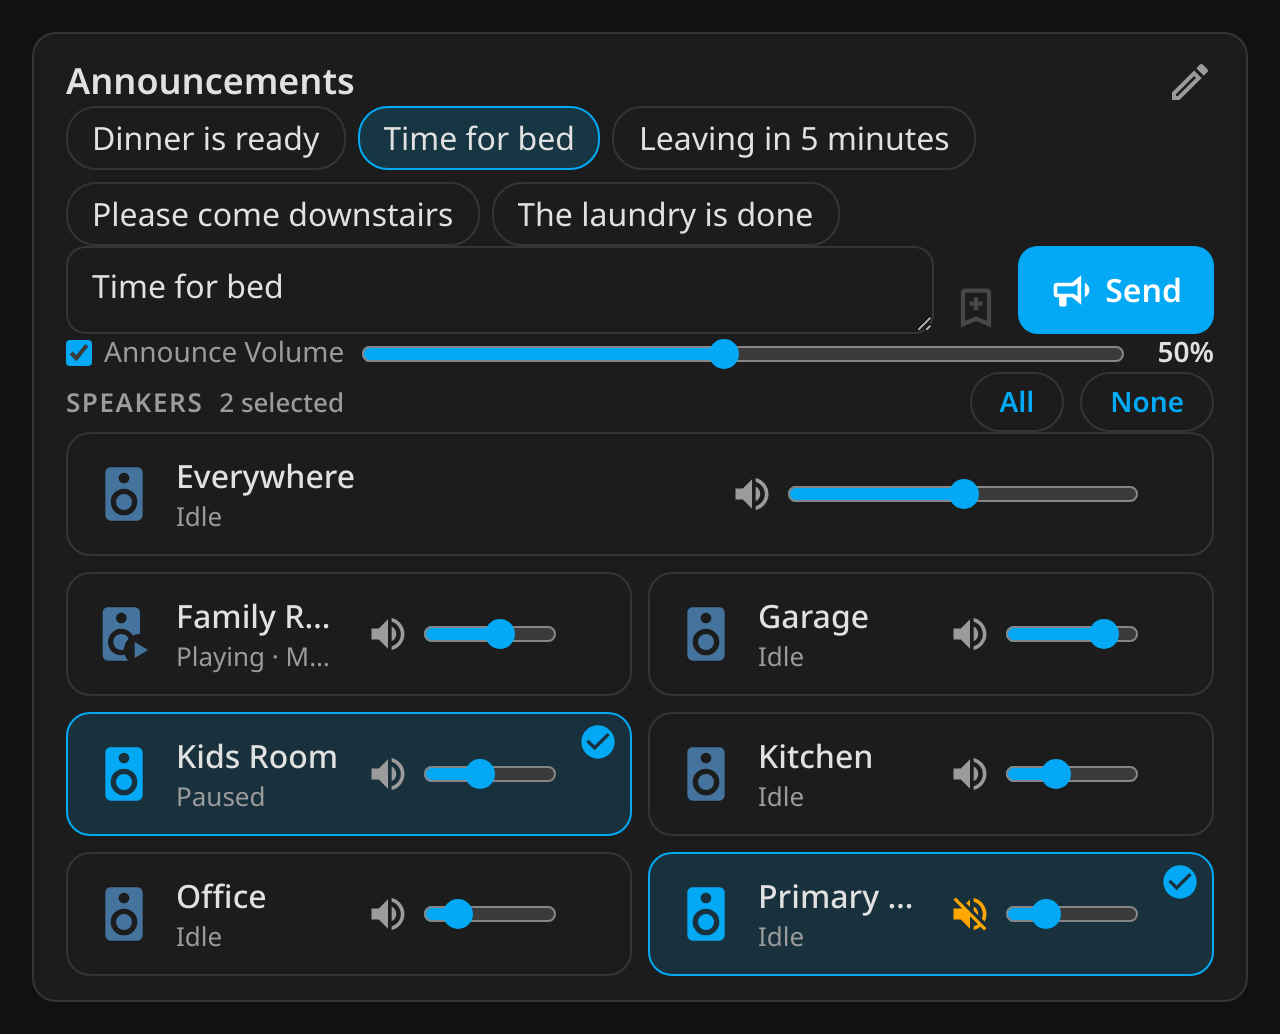 Announcements
Dinner is ready
Time for bed
Leaving in 5 minutes
Please come downstairs
The laundry is done
Time for bed
Send
Announce Volume
50%
SPEAKERS 2 selected
All
None
Everywhere
Idle
Family R...
Playing · M...
Garage
Idle
Kids Room
Paused
Kitchen
Idle
Office
Idle
Primary ...
Idle